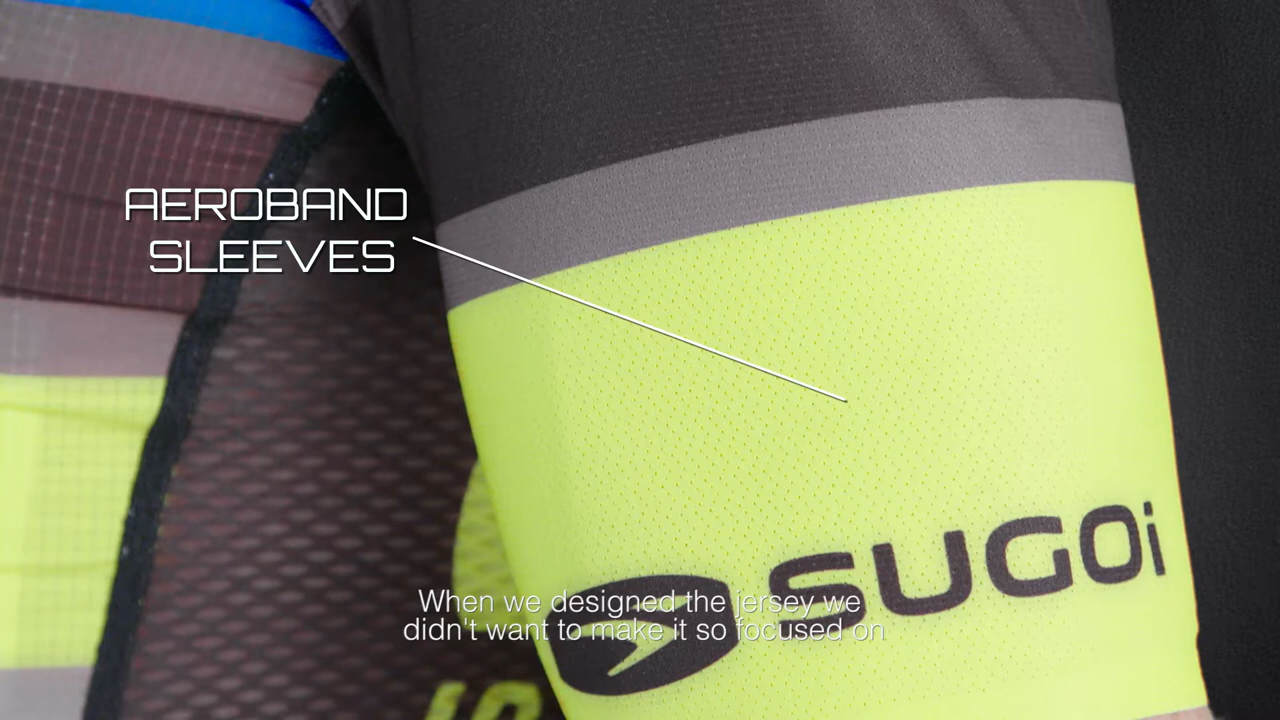 AEROBAND
SLEEVES
SUGOi
When we designed the jersey we
didn't want to make it so focused on